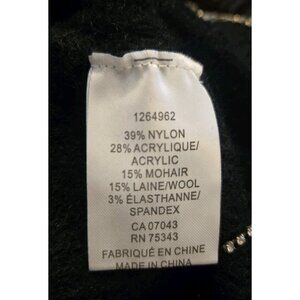 1264962
39% NYLON
28% ACRYLIQUE/
ACRYLIC
15% MOHAIR
15% LAINE/WOOL
3% ÉLASTHANNE/
SPANDEX
CA 07043
RN 75343
FABRIQUÉ EN CHINE
MADE IN CHINA